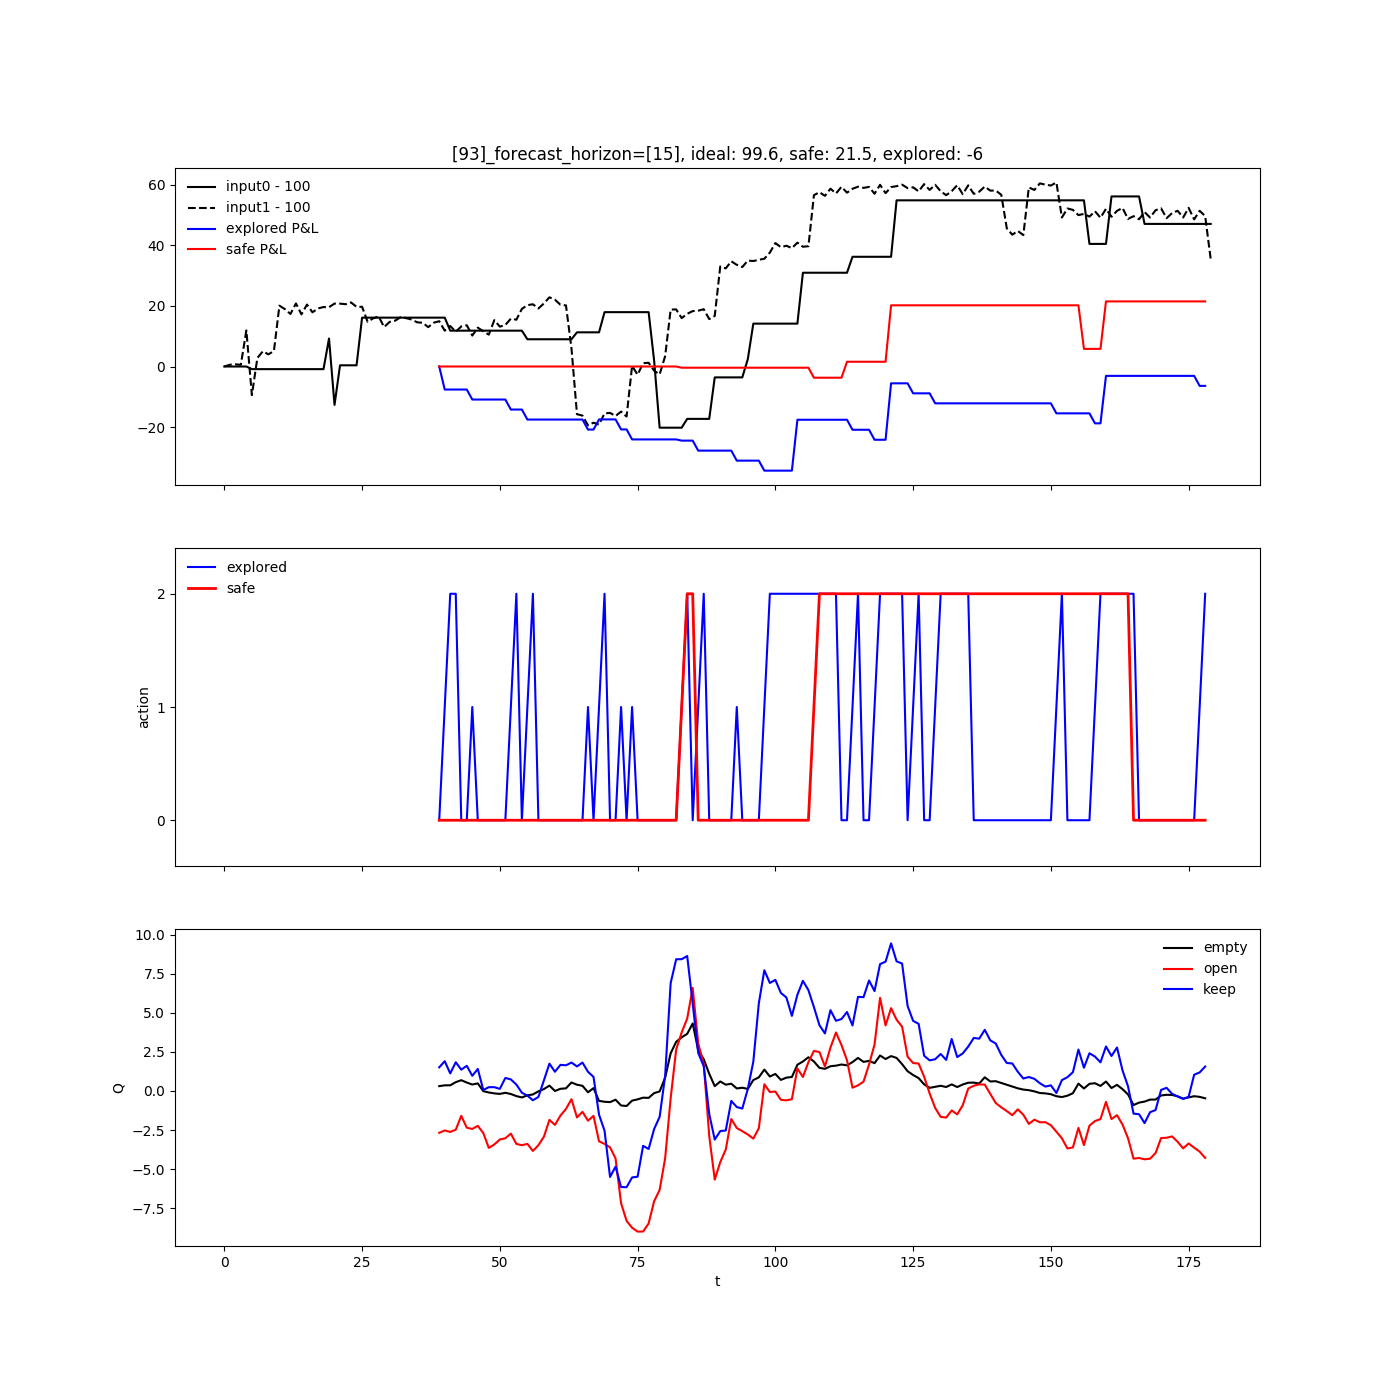 [93]_forecast_horizon=[15], ideal: 99.6, safe: 21.5, explored: -6
input0 - 100
input1 - 100
explored P&L
safe P&L
60
40
20
0
−20
explored
safe
2
1
0
action
empty
open
keep
10.0
7.5
5.0
2.5
0.0
−2.5
−5.0
−7.5
Q
0 25 50 75 100 125 150 175
t